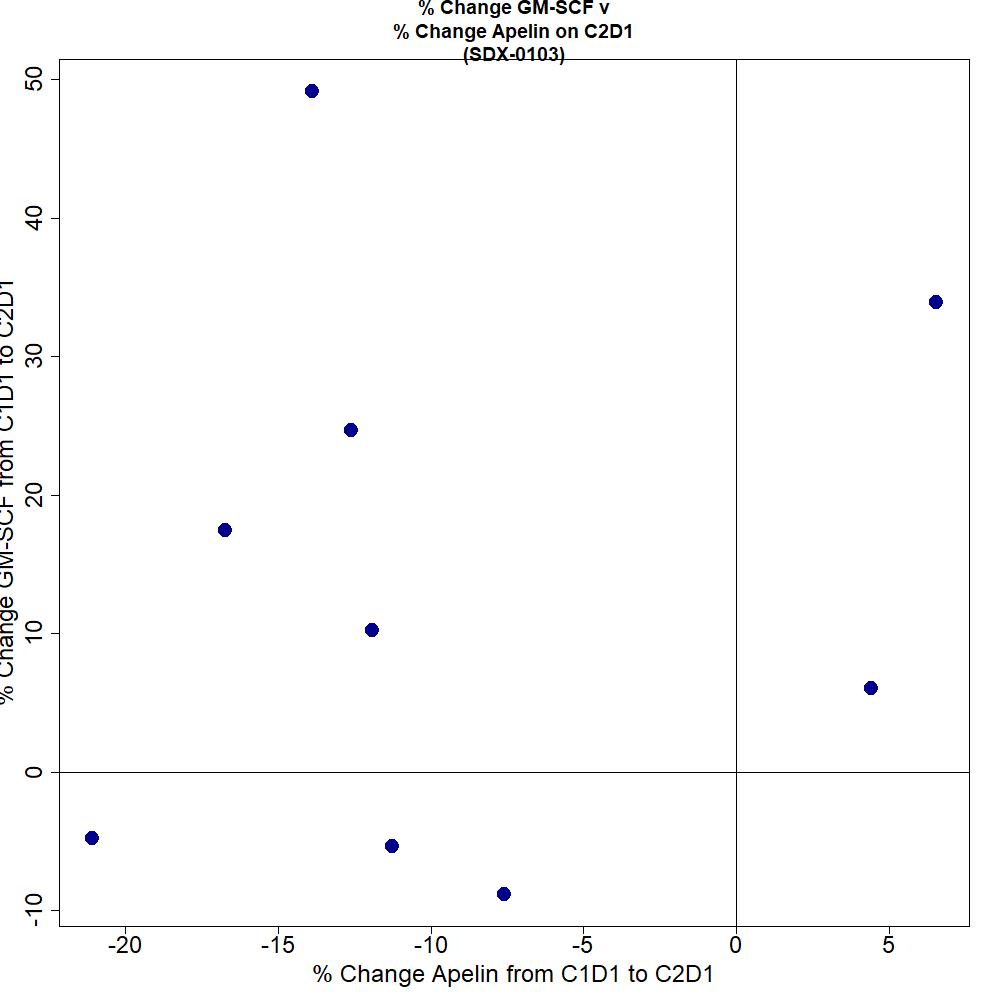 % Change GM-SCF v
% Change Apelin on C2D1
(SDX-0103)
50
40
30
20
10
0
-10
% Change GM-SCF from C1D1 to C2D1
-20
-15
-10
-5
0
5
% Change Apelin from C1D1 to C2D1